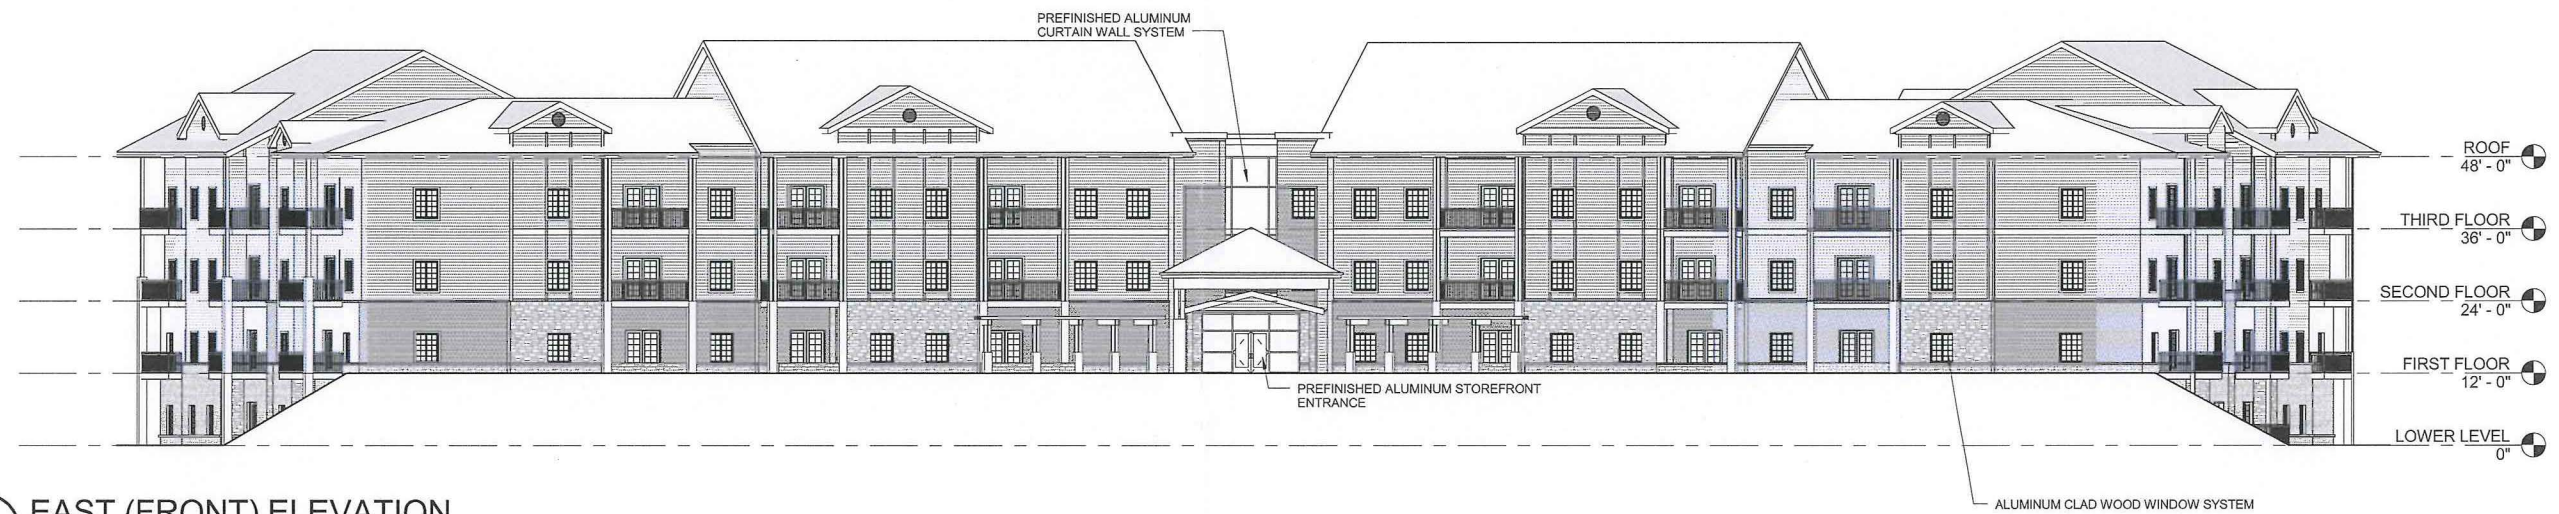 PREFINISHED ALUMINUM
CURTAIN WALL SYSTEM
ROOF
48' - 0"
THIRD FLOOR
36' - 0"
SECOND FLOOR
24' - 0"
FIRST FLOOR
12' - 0"
PREFINISHED ALUMINUM STOREFRONT
ENTRANCE
LOWER LEVEL
0"
ALUMINUM CLAD WOOD WINDOW SYSTEM
EAST (FRONT) ELEVATION